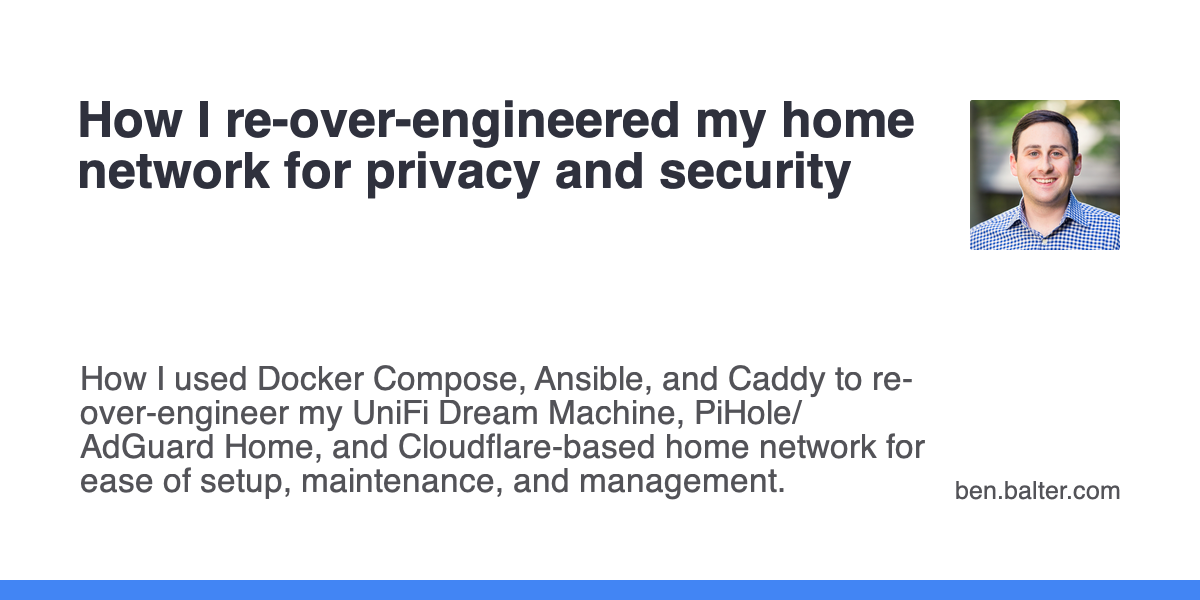 How I re-over-engineered my home
network for privacy and security
How I used Docker Compose, Ansible, and Caddy to re-
over-engineer my UniFi Dream Machine, PiHole/
AdGuard Home, and Cloudflare-based home network for
ease of setup, maintenance, and management.
ben.balter.com